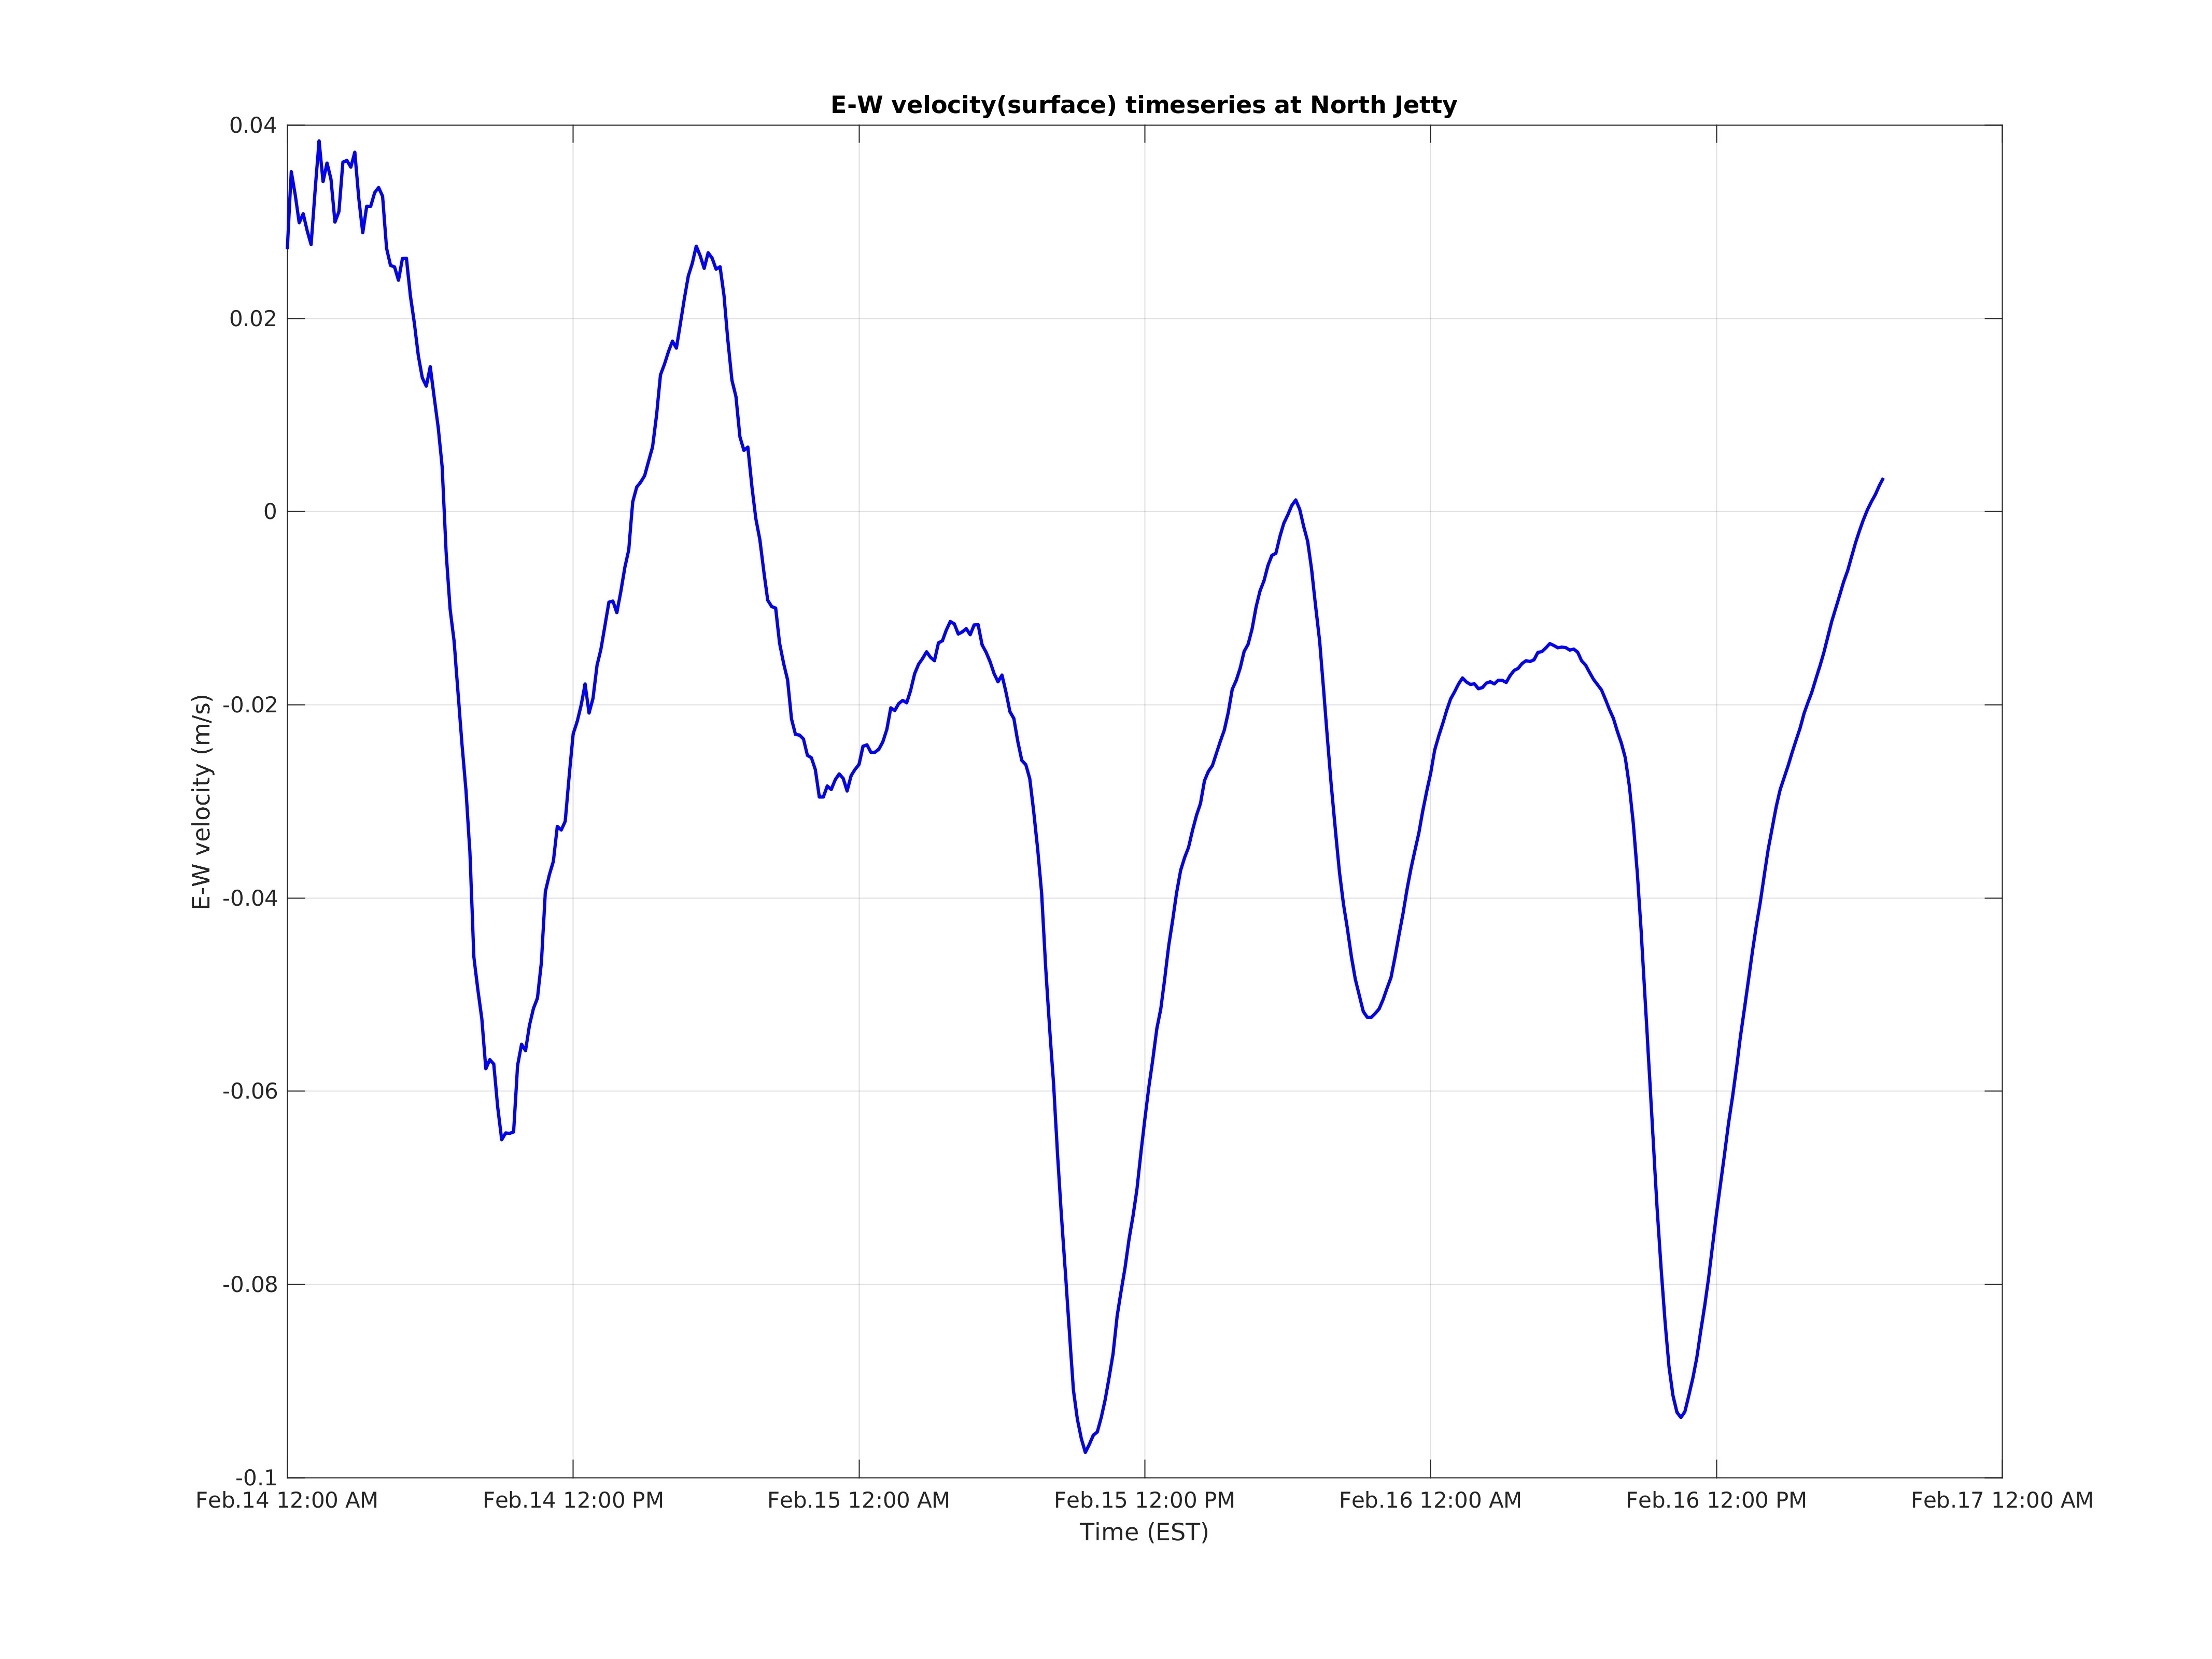 E-W velocity(surface) timeseries at North Jetty
0.04
0.02
0
-0.02
-0.04
-0.06
-0.08
-0.1
E-W velocity (m/s)
Feb.14 12:00 AM
Feb.14 12:00 PM
Feb.15 12:00 AM
Feb.15 12:00 PM
Feb.16 12:00 AM
Feb.16 12:00 PM
Feb.17 12:00 AM
Time (EST)